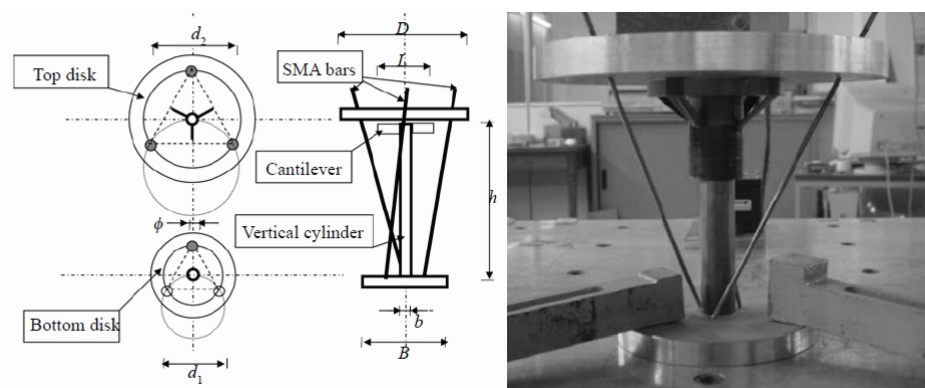 d2
D
Top disk
L
SMA bars
Cantilever
h
ϕ
Vertical cylinder
Bottom disk
b
B
d1